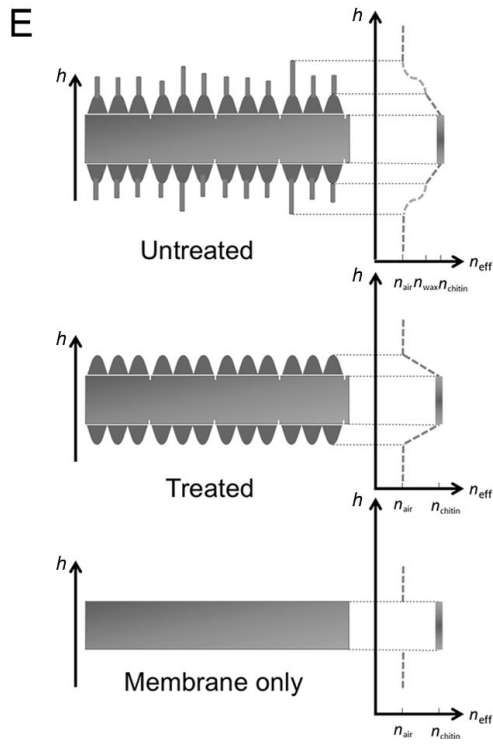 E
h
h
Untreated
n_eff
n_air n_wax n_chitin
h
h
Treated
n_eff
n_air n_chitin
h
h
Membrane only
n_eff
n_air n_chitin